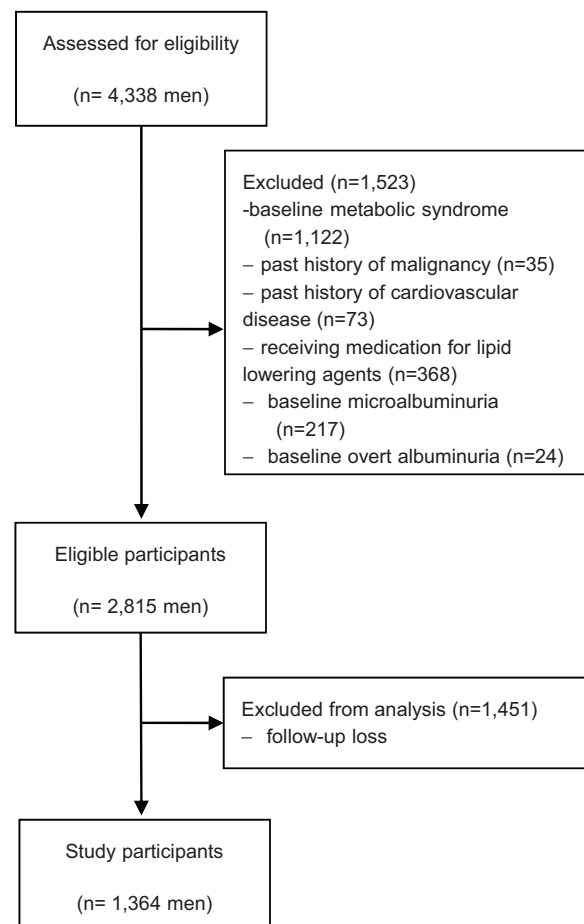 Assessed for eligibility
(n= 4,338 men)
Excluded (n=1,523)
-baseline metabolic syndrome
(n=1,122)
– past history of malignancy (n=35)
– past history of cardiovascular
disease (n=73)
– receiving medication for lipid
lowering agents (n=368)
– baseline microalbuminuria
(n=217)
– baseline overt albuminuria (n=24)
Eligible participants
(n= 2,815 men)
Excluded from analysis (n=1,451)
– follow-up loss
Study participants
(n= 1,364 men)